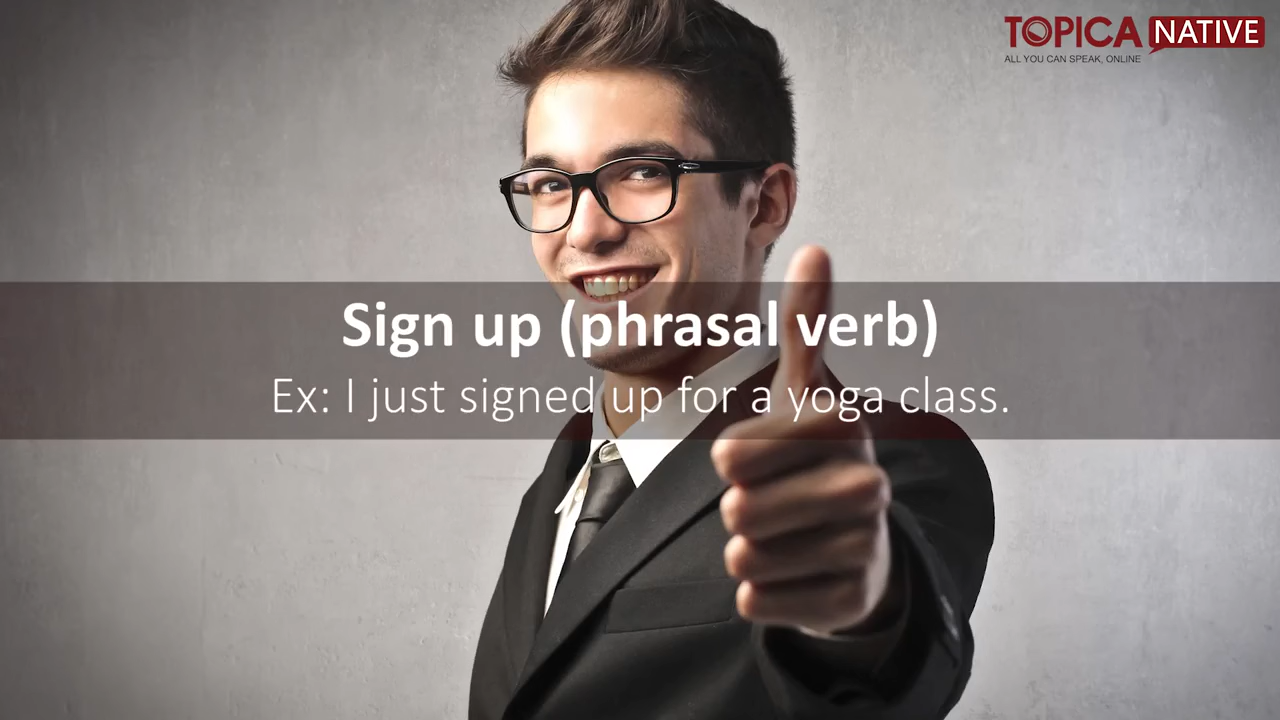 TOPICA NATIVE
ALL YOU CAN SPEAK, ONLINE
Sign up (phrasal verb)
Ex: I just signed up for a yoga class.